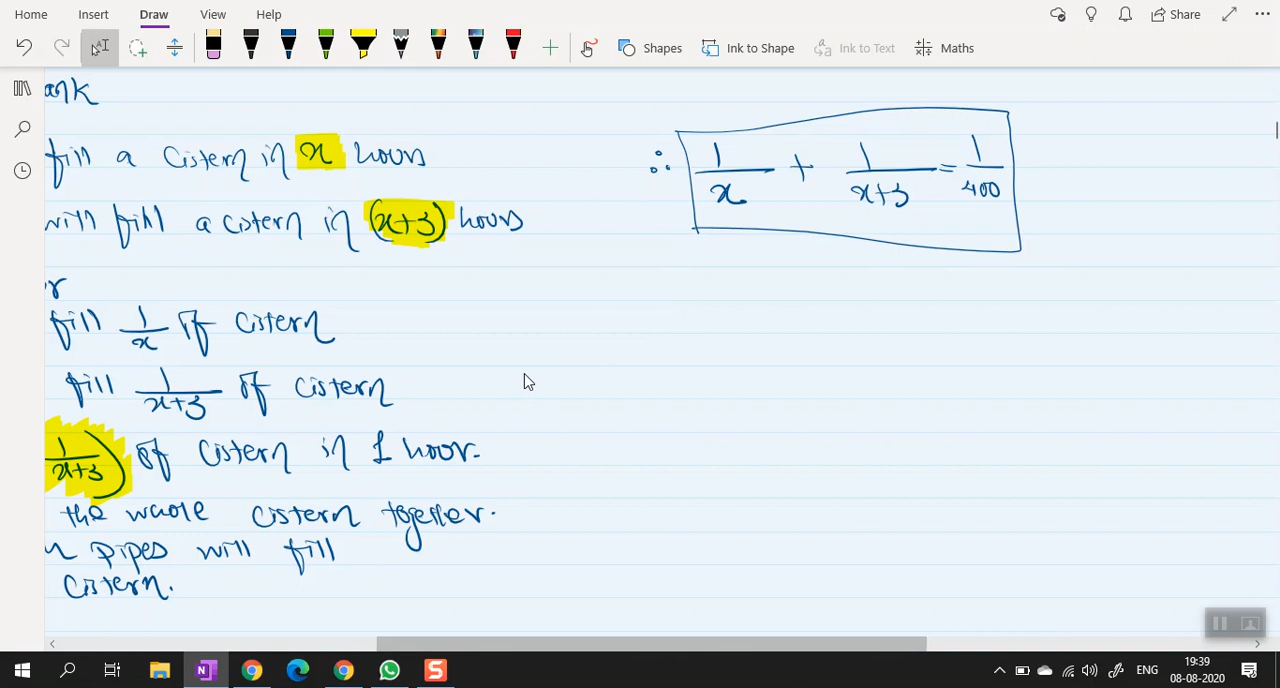 Home Insert Draw View Help Share
Shapes Ink to Shape Ink to Text Maths
ank
fill a Cistern in x hours
will fill a cistern in (x+3) hours
∴ 1/x + 1/x+3 = 1/400
or
fill 1/x of cistern
fill 1/x+3 of cistern
1/x+3) of cistern in 1 hour.
the whole cistern together.
pipes will fill
Cistern.
ENG 19:39
08-08-2020